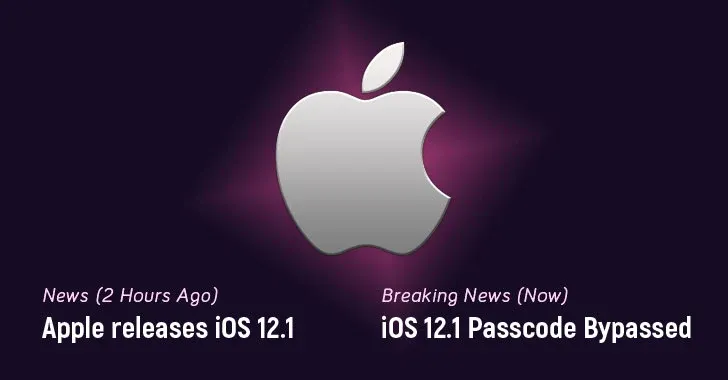 News (2 Hours Ago)
Apple releases iOS 12.1
Breaking News (Now)
iOS 12.1 Passcode Bypassed